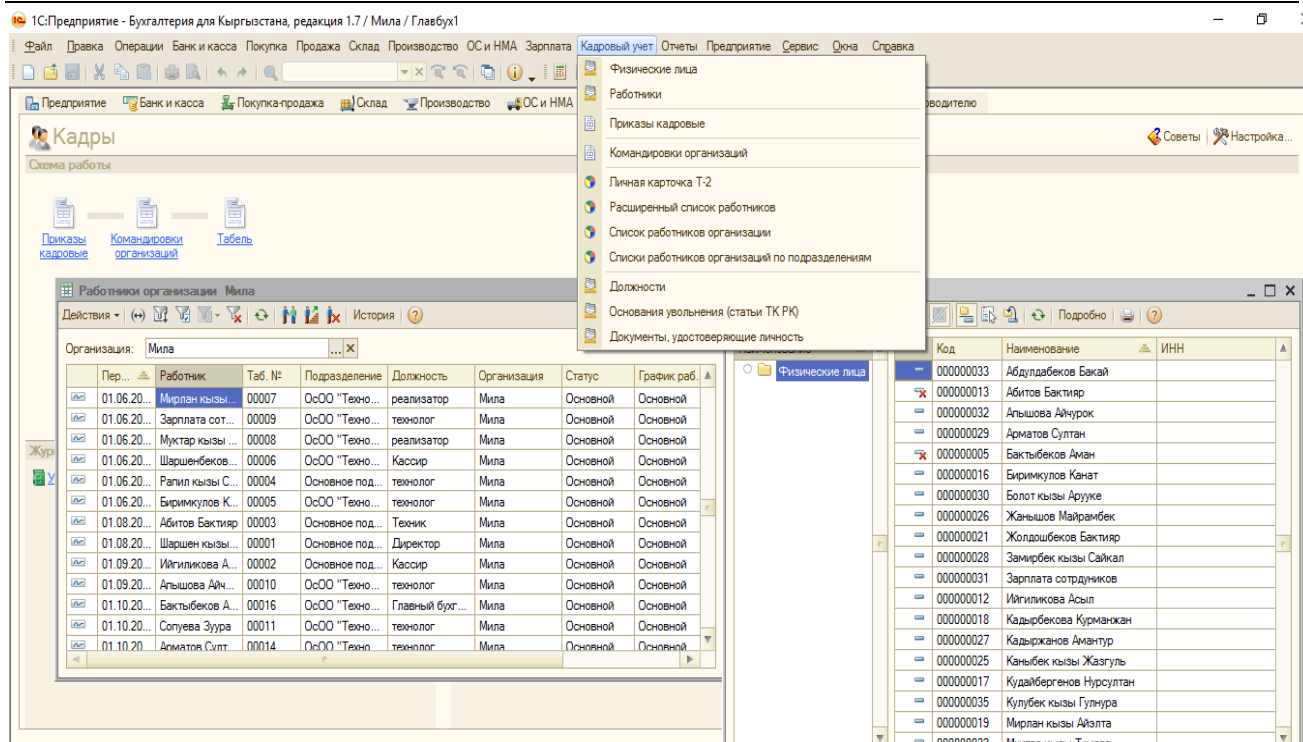 1С:Предприятие - Бухгалтерия для Кыргызстана, редакция 1.7 / Мила / Главбух1
Файл Правка Операции Банк и касса Покупка Продажа Склад Производство ОС и НМА Зарплата Кадровый учет Отчеты Предприятие Сервис Окна Справка
Предприятие Банк и касса Покупка-продажа Склад Производство ОС и НМА
Кадры
Советы Настройка...
Схема работы
Приказы кадровые
Командировки организаций
Табель
Физические лица
Работники
Приказы кадровые
Командировки организаций
Личная карточка Т-2
Расширенный список работников
Список работников организации
Списки работников организаций по подразделениям
Должности
Основания увольнения (статьи ТК РК)
Документы, удостоверяющие личность
Работники организации Мила
Действия История
Организация: Мила
Пер... Работник Таб. № Подразделение Должность Организация Статус График раб.
01.06.20... Мирлан кызы... 00007 ОсОО "Техно... реализатор Мила Основной Основной
01.06.20... Зарплата сот... 00009 ОсОО "Техно... технолог Мила Основной Основной
01.06.20... Муктар кызы ... 00008 ОсОО "Техно... реализатор Мила Основной Основной
01.06.20... Шаршенбеков... 00006 ОсОО "Техно... Кассир Мила Основной Основной
01.06.20... Рапил кызы С... 00004 Основное под... технолог Мила Основной Основной
01.06.20... Биримкулов К... 00005 ОсОО "Техно... технолог Мила Основной Основной
01.08.20... Абитов Бактияр 00003 Основное под... Техник Мила Основной Основной
01.08.20... Шаршен кызы... 00001 Основное под... Директор Мила Основной Основной
01.09.20... Ийгиликова А... 00002 Основное под... Кассир Мила Основной Основной
01.09.20... Апышова Айч... 00010 ОсОО "Техно... технолог Мила Основной Основной
01.10.20... Бактыбеков А... 00016 ОсОО "Техно... Главный бухг... Мила Основной Основной
01.10.20... Сопуева Зуура 00011 ОсОО "Техно... технолог Мила Основной Основной
01.10.20... Арматов Султ... 00014 ОсОО "Техно... технолог Мила Основной Основной
Подробно
Наименование
Физические лица
Код Наименование ИНН
000000033 Абдулдабеков Бакай
000000013 Абитов Бактияр
000000032 Апышова Айчурок
000000029 Арматов Султан
000000005 Бактыбеков Аман
000000016 Биримкулов Канат
000000030 Болот кызы Арууке
000000026 Жанышов Майрамбек
000000021 Жолдошбеков Бактияр
000000028 Замирбек кызы Сайкал
000000031 Зарплата сотрдуников
000000012 Ийгиликова Асыл
000000018 Кадырбекова Курманжан
000000027 Кадыржанов Амантур
000000025 Каныбек кызы Жазгуль
000000017 Кудайбергенов Нурсултан
000000035 Кулубек кызы Гулнура
000000019 Мирлан кызы Айэлта